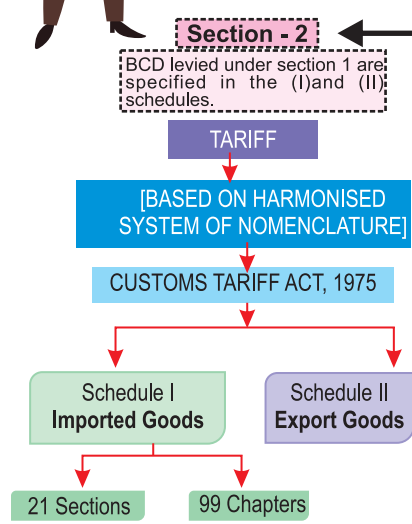 Section - 2
BCD levied under section 1 are
specified in the (I)and (II)
schedules.
TARIFF
[BASED ON HARMONISED
SYSTEM OF NOMENCLATURE]
CUSTOMS TARIFF ACT, 1975
Schedule I
Imported Goods
Schedule II
Export Goods
21 Sections
99 Chapters